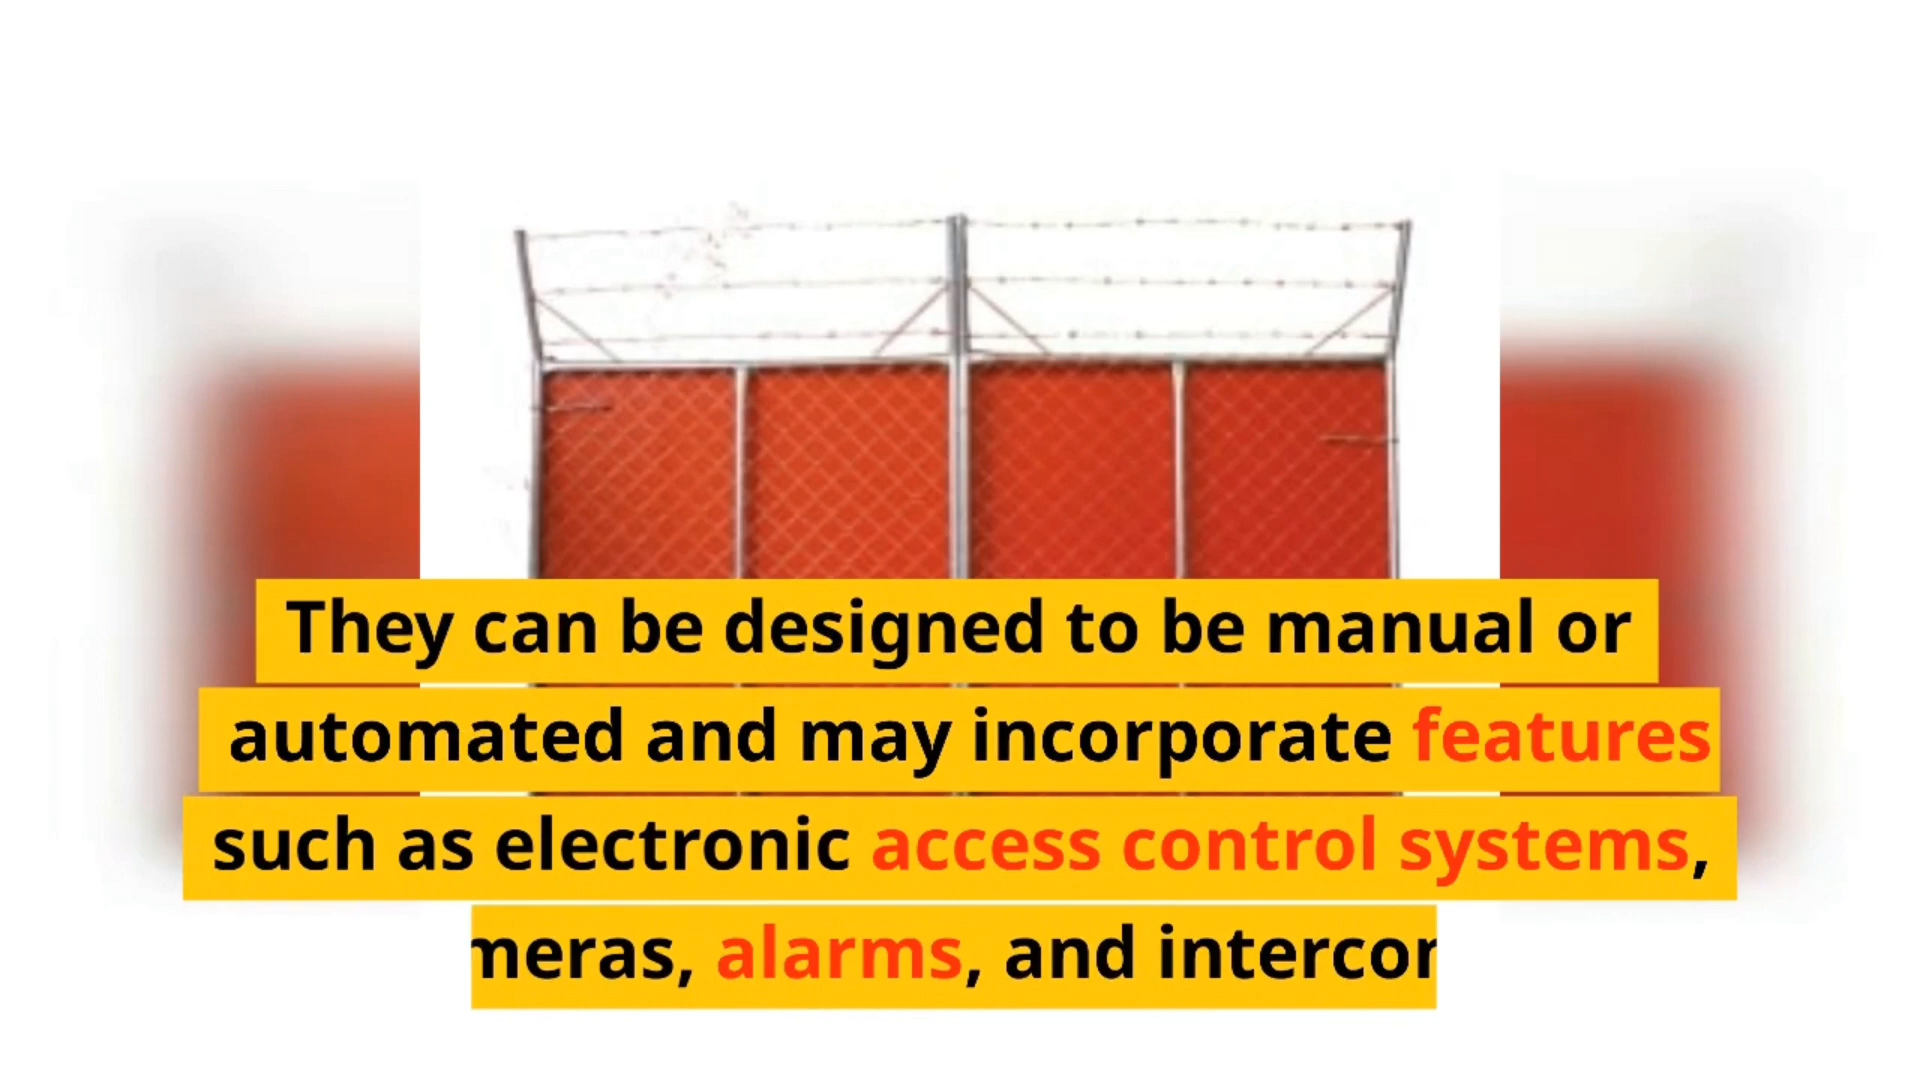 They can be designed to be manual or
automated and may incorporate features
such as electronic access control systems,
meras, alarms, and intercor